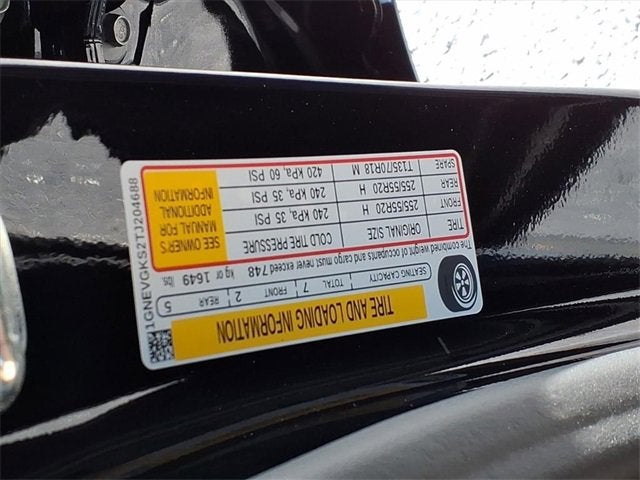 TIRE AND LOADING INFORMATION
SEATING CAPACITY TOTAL 7 FRONT 2 REAR 5
The combined weight of occupants and cargo must never exceed 748 kg or 1649 lbs.
TIRE ORIGINAL SIZE COLD TIRE PRESSURE
FRONT 255/55R20 H 240 kPa, 35 PSI
REAR 255/55R20 H 240 kPa, 35 PSI
SPARE T135/70R18 M 420 kPa, 60 PSI
SEE OWNER'S
MANUAL FOR
ADDITIONAL
INFORMATION
1GNEVGKS2TJ204688